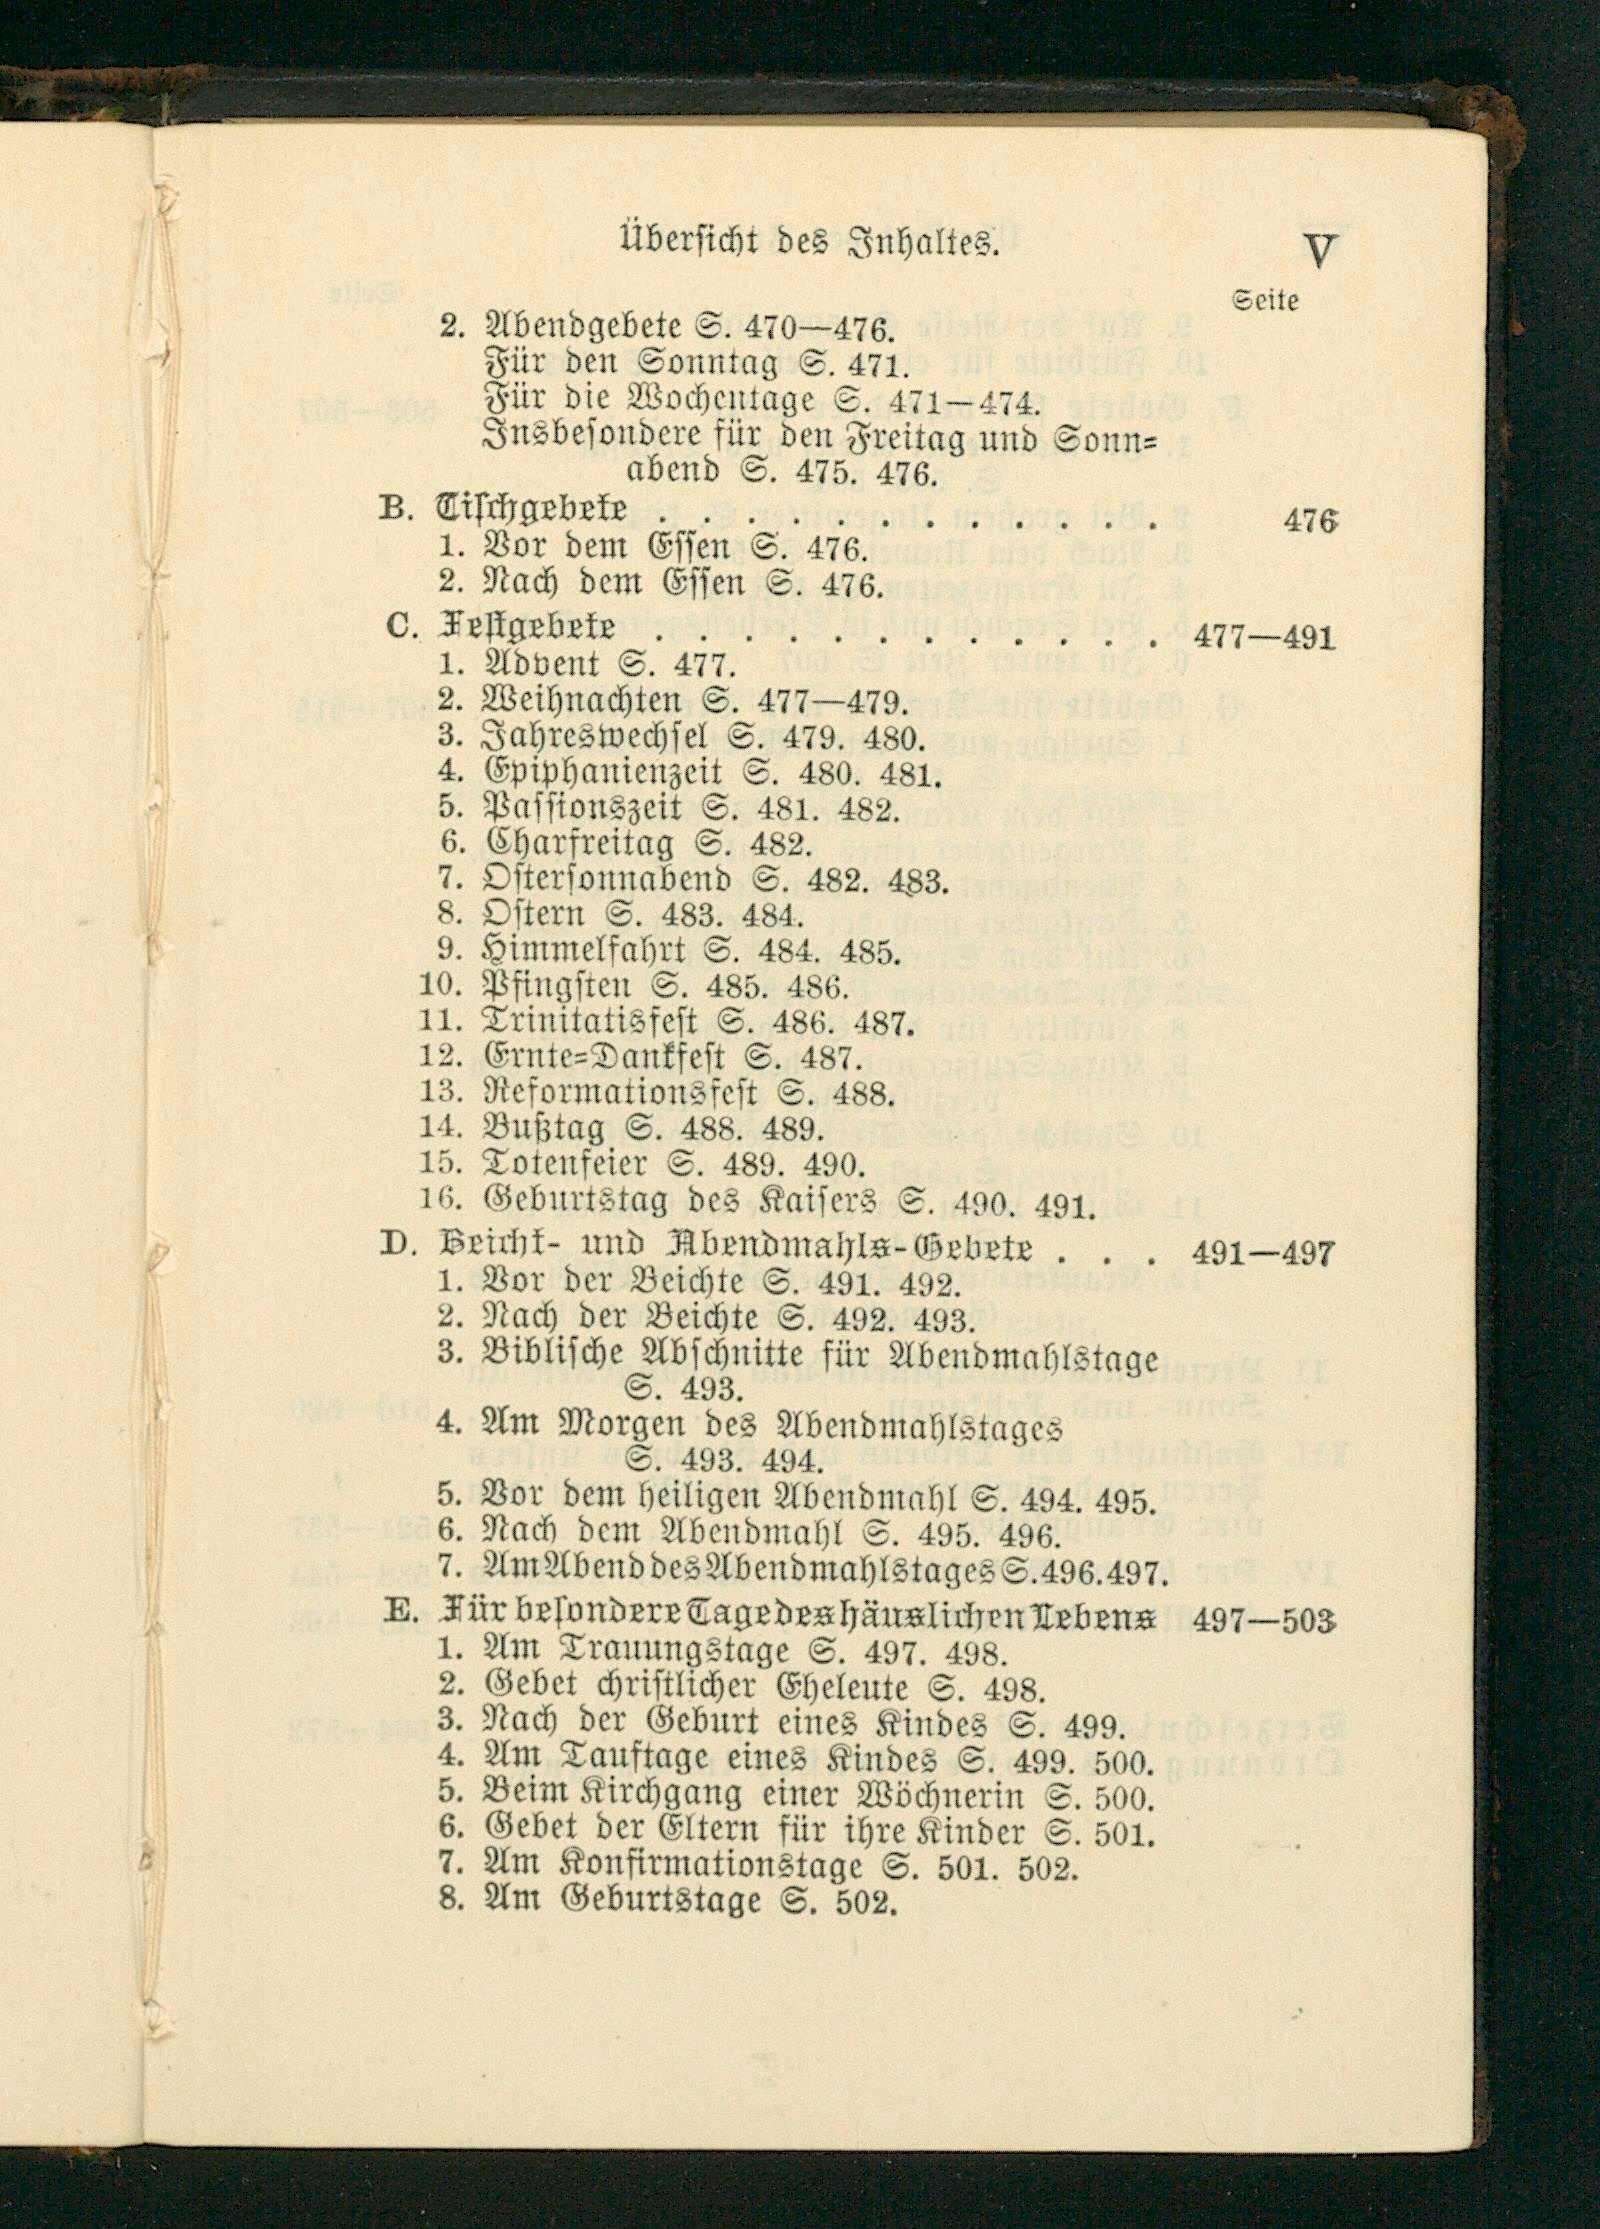 Übersicht des Inhaltes. V
Seite
2. Abendgebete S. 470—476.
Für den Sonntag S. 471.
Für die Wochentage S. 471—474.
Insbesondere für den Freitag und Sonn=
abend S. 475. 476.
B. Tischgebete . . . . . . . . . . . . 476
1. Vor dem Essen S. 476.
2. Nach dem Essen S. 476.
C. Festgebete . . . . . . . . . . . . 477—491
1. Advent S. 477.
2. Weihnachten S. 477—479.
3. Jahreswechsel S. 479. 480.
4. Epiphanienzeit S. 480. 481.
5. Passionszeit S. 481. 482.
6. Charfreitag S. 482.
7. Ostersonnabend S. 482. 483.
8. Ostern S. 483. 484.
9. Himmelfahrt S. 484. 485.
10. Pfingsten S. 485. 486.
11. Trinitatisfest S. 486. 487.
12. Ernte=Dankfest S. 487.
13. Reformationsfest S. 488.
14. Bußtag S. 488. 489.
15. Totenfeier S. 489. 490.
16. Geburtstag des Kaisers S. 490. 491.
D. Beicht- und Abendmahls-Gebete . . . 491—497
1. Vor der Beichte S. 491. 492.
2. Nach der Beichte S. 492. 493.
3. Biblische Abschnitte für Abendmahlstage
S. 493.
4. Am Morgen des Abendmahlstages
S. 493. 494.
5. Vor dem heiligen Abendmahl S. 494. 495.
6. Nach dem Abendmahl S. 495. 496.
7. Am Abend des Abendmahlstages S. 496. 497.
E. Für besondere Tage des häuslichen Lebens 497—503
1. Am Trauungstage S. 497. 498.
2. Gebet christlicher Eheleute S. 498.
3. Nach der Geburt eines Kindes S. 499.
4. Am Tauftage eines Kindes S. 499. 500.
5. Beim Kirchgang einer Wöchnerin S. 500.
6. Gebet der Eltern für ihre Kinder S. 501.
7. Am Konfirmationstage S. 501. 502.
8. Am Geburtstage S. 502.